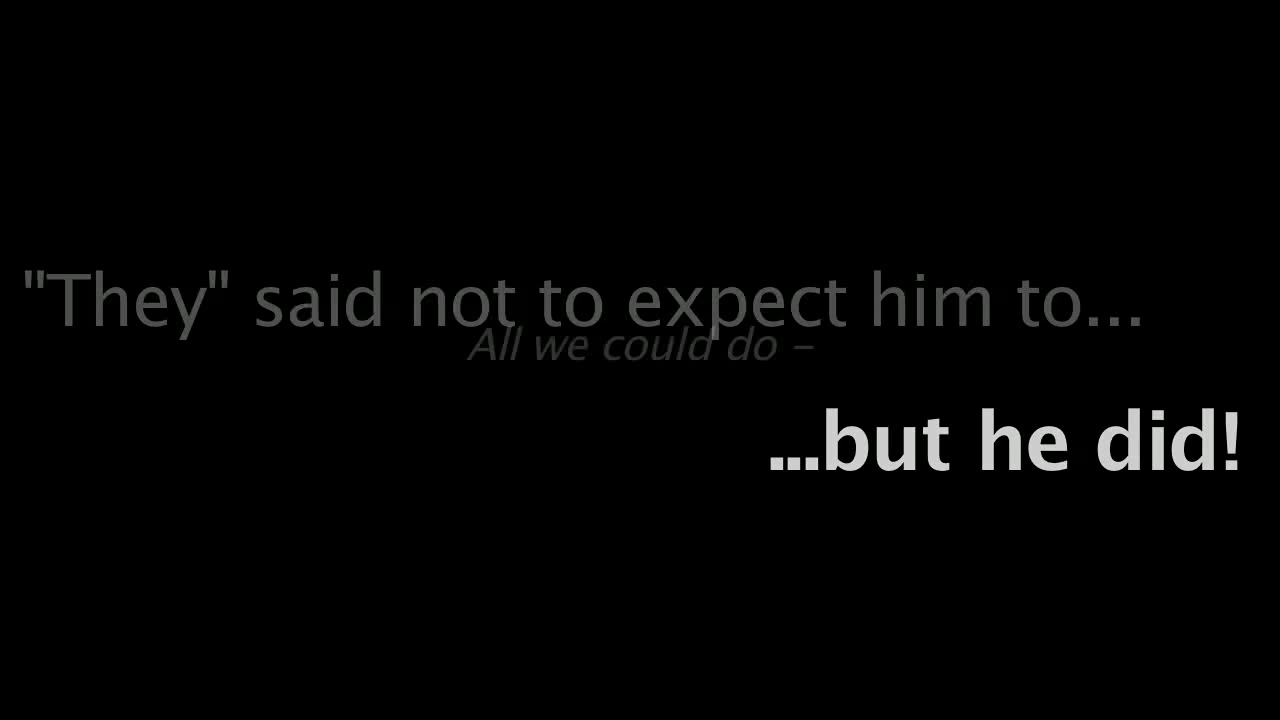 "They" said not to expect him to...
All we could do –
...but he did!